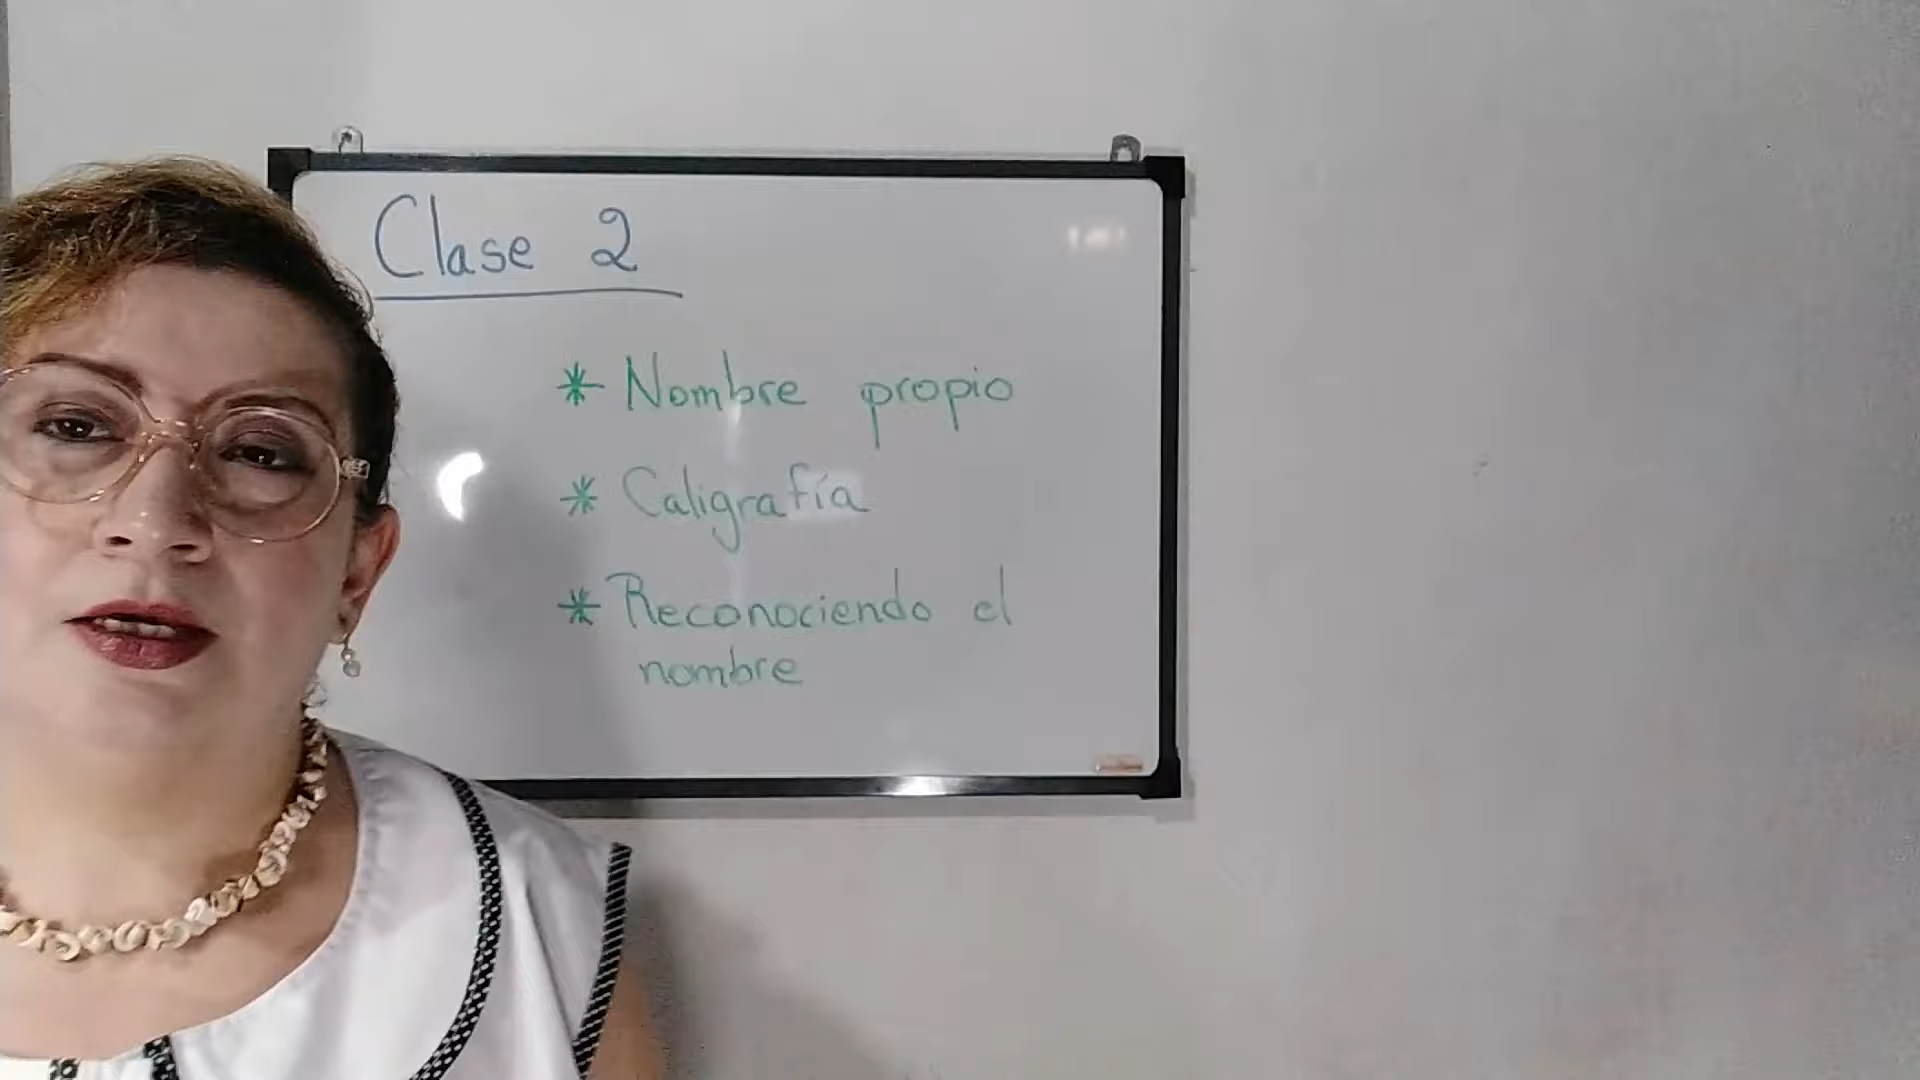 Clase 2
* Nombre propio
* Caligrafía
* Reconociendo el
nombre